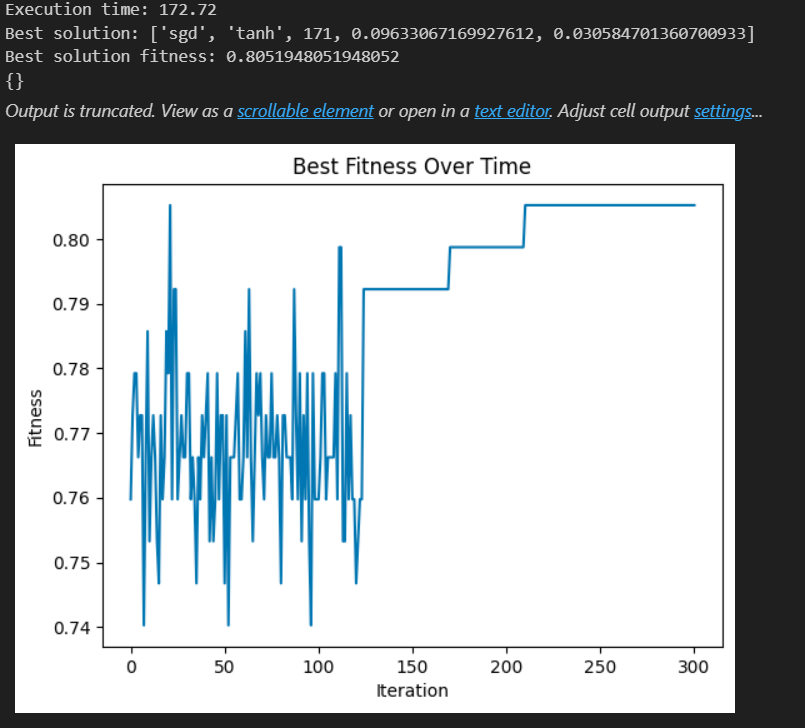 Execution time: 172.72
Best solution: ['sgd', 'tanh', 171, 0.09633067169927612, 0.030584701360700933]
Best solution fitness: 0.8051948051948052
{}
Output is truncated. View as a scrollable element or open in a text editor. Adjust cell output settings...
Best Fitness Over Time
0.80
0.79
0.78
0.77
0.76
0.75
0.74
Fitness
0 50 100 150 200 250 300
Iteration